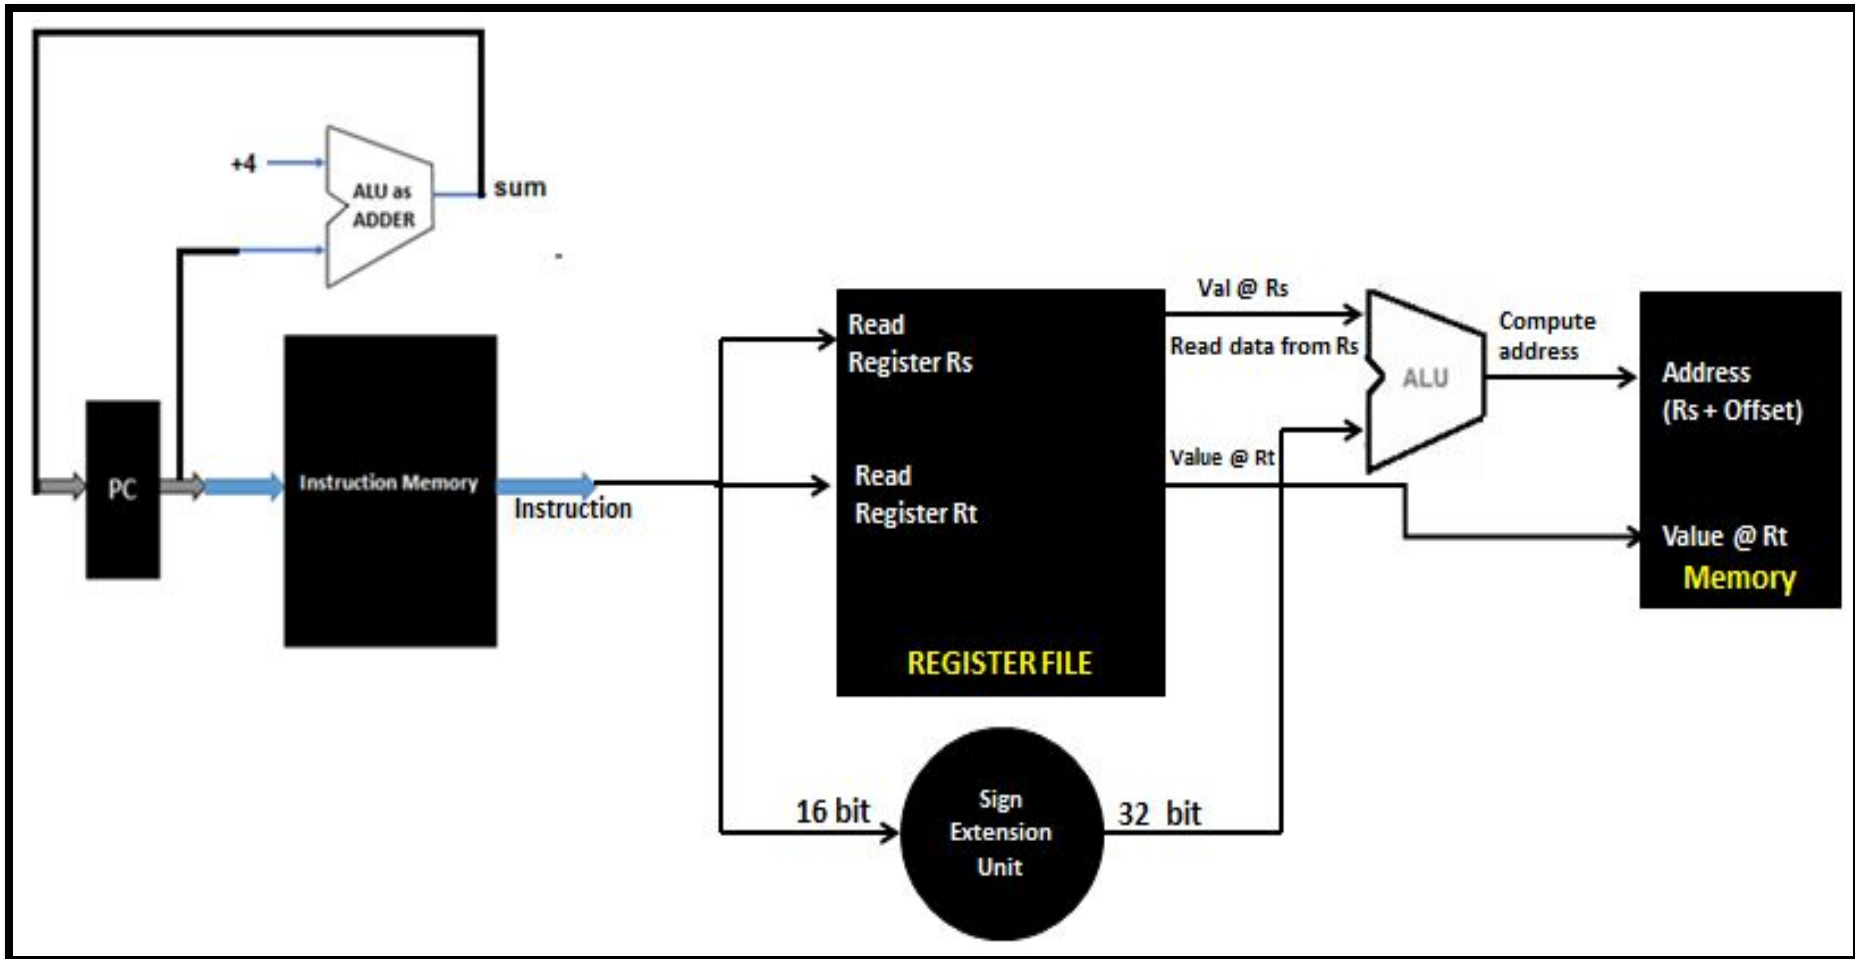 +4
ALU as
ADDER
sum
PC
Instruction Memory
Instruction
Read
Register Rs
Read
Register Rt
REGISTER FILE
Val @ Rs
Read data from Rs
Value @ Rt
ALU
Compute
address
Address
(Rs + Offset)
Value @ Rt
Memory
16 bit
Sign
Extension
Unit
32 bit